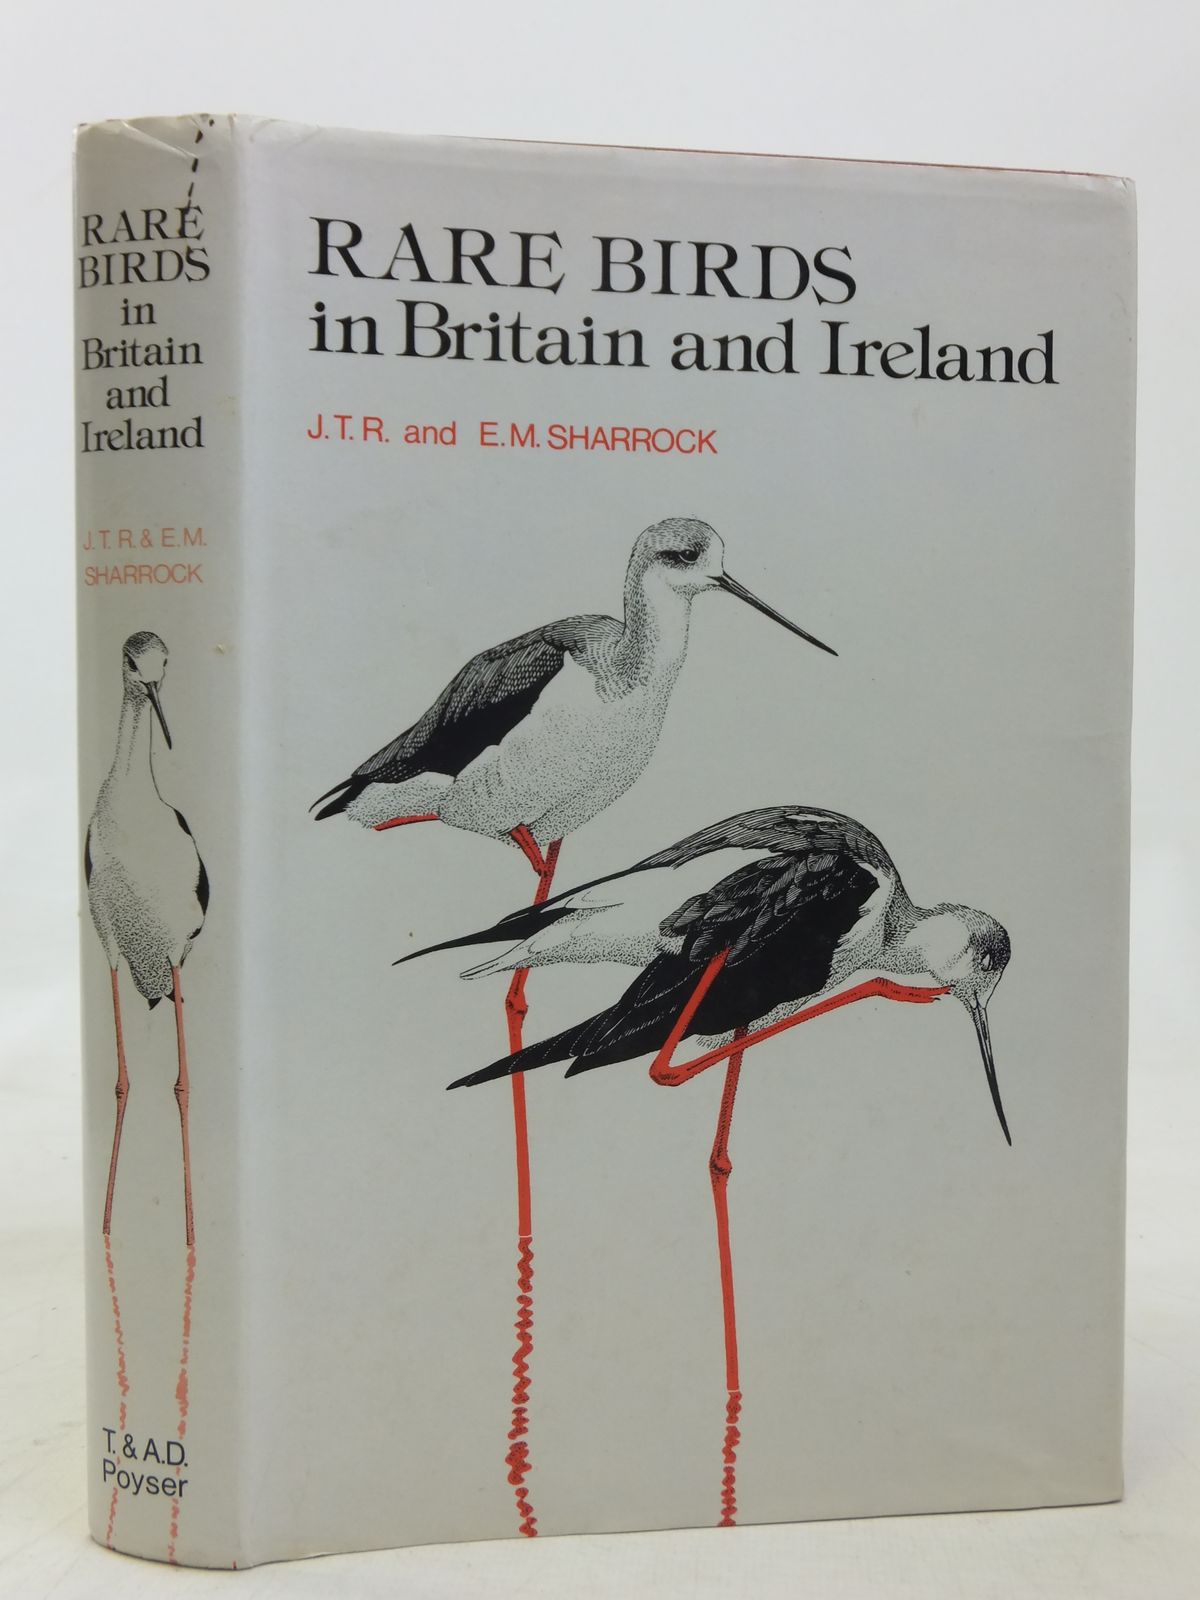 RARE
BIRDS
in
Britain
and
Ireland
J.T.R. & E.M.
SHARROCK
T. & A.D.
Poyser
RARE BIRDS
in Britain and Ireland
J.T.R. and E.M. SHARROCK